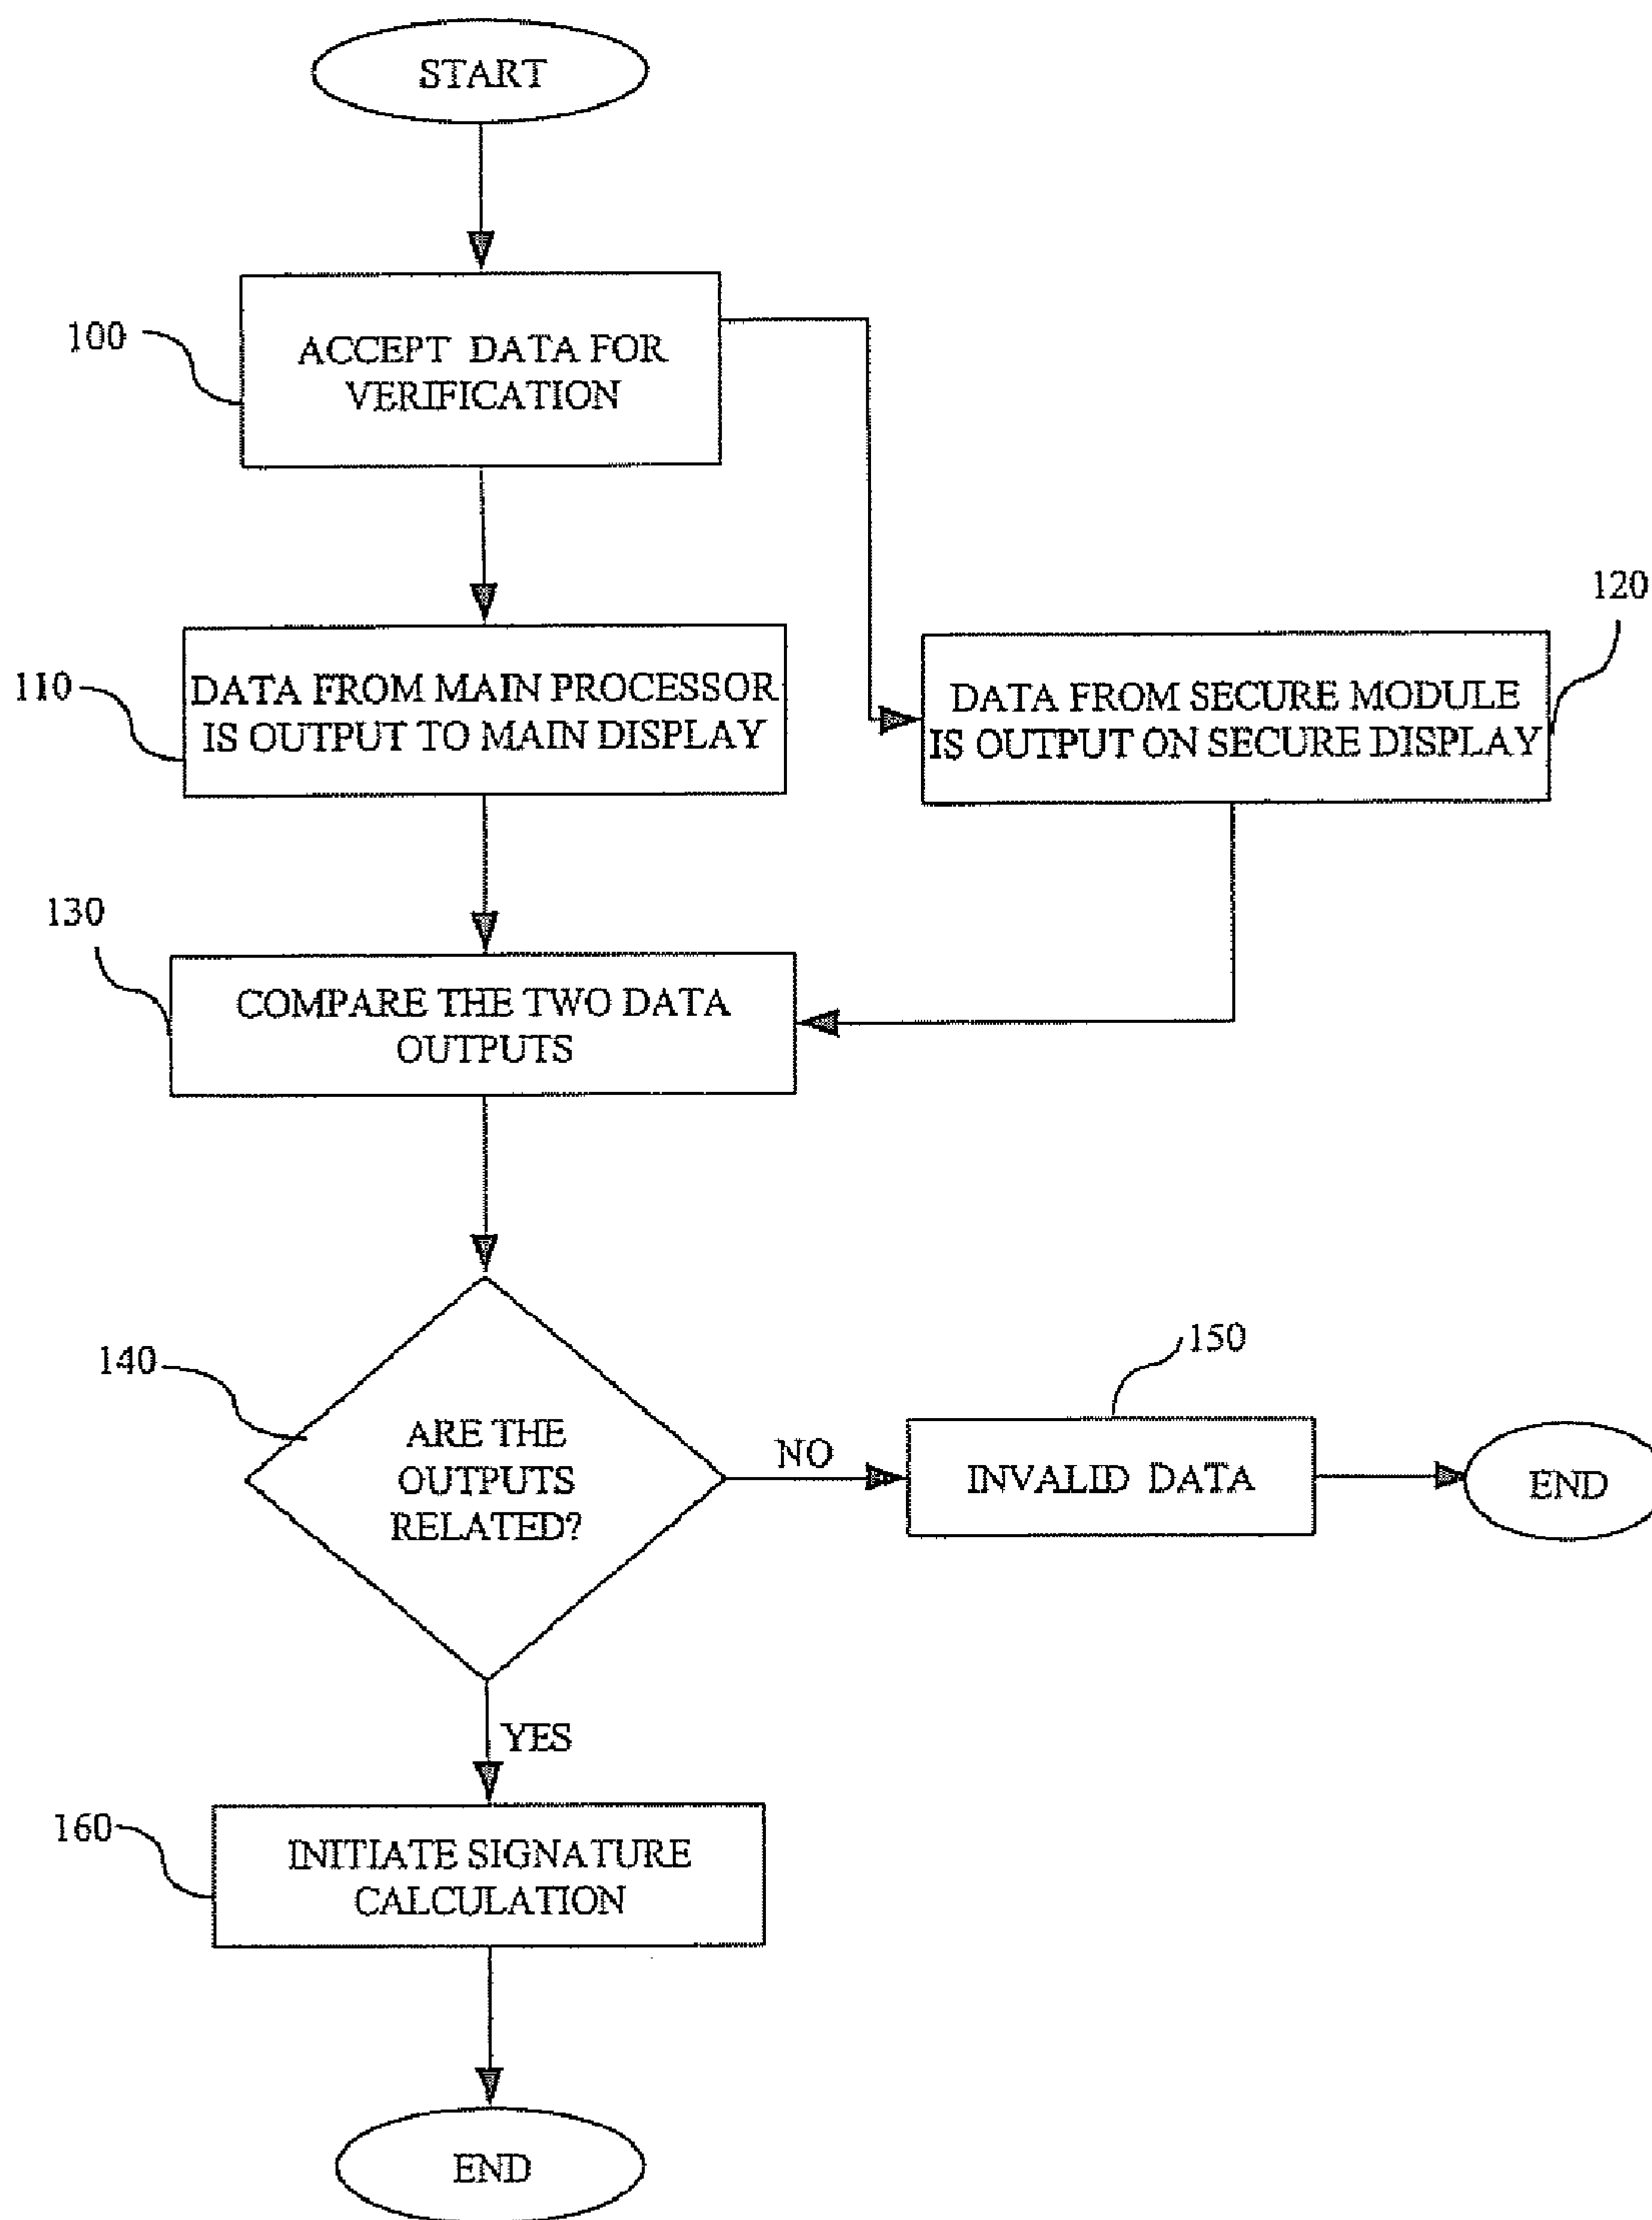 START
100
ACCEPT DATA FOR
VERIFICATION
120
110
DATA FROM MAIN PROCESSOR
IS OUTPUT TO MAIN DISPLAY
DATA FROM SECURE MODULE
IS OUTPUT ON SECURE DISPLAY
130
COMPARE THE TWO DATA
OUTPUTS
140
ARE THE
OUTPUTS
RELATED?
NO
150
INVALID DATA
END
YES
160
INITIATE SIGNATURE
CALCULATION
END